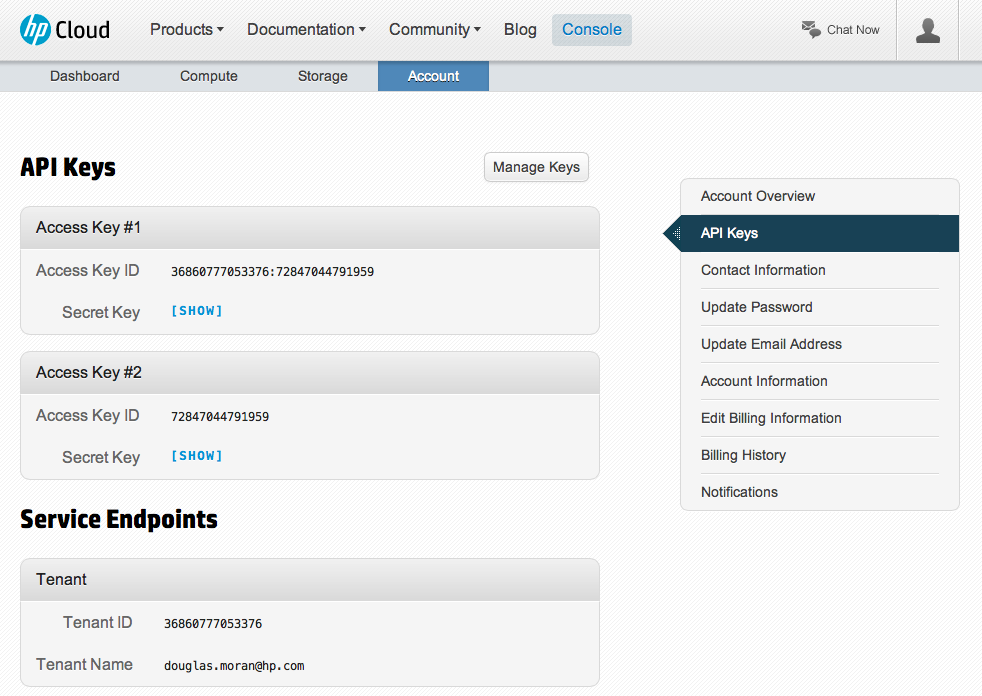 hp Cloud Products Documentation Community Blog Console Chat Now
Dashboard Compute Storage Account
API Keys Manage Keys
Access Key #1
Access Key ID 36860777053376:72847044791959
Secret Key [SHOW]
Access Key #2
Access Key ID 72847044791959
Secret Key [SHOW]
Service Endpoints
Tenant
Tenant ID 36860777053376
Tenant Name douglas.moran@hp.com
Account Overview
API Keys
Contact Information
Update Password
Update Email Address
Account Information
Edit Billing Information
Billing History
Notifications